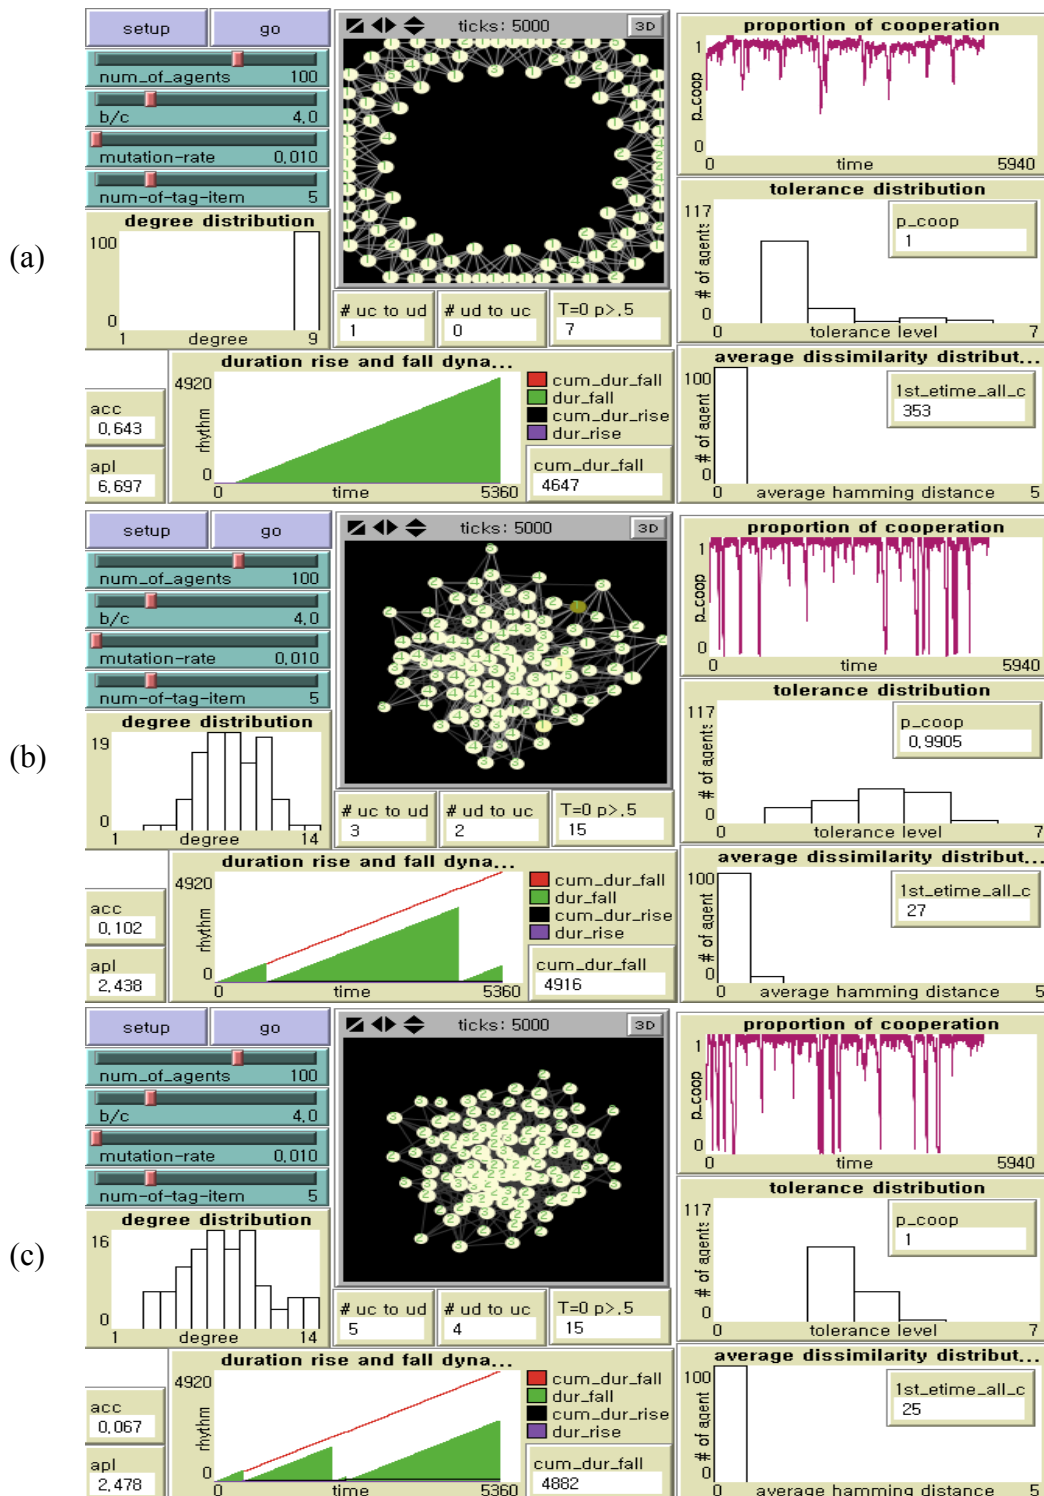 (a)
setup
go
num_of_agents 100
b/c 4,0
mutation-rate 0,010
num-of-tag-item 5
ticks: 5000
3D
proportion of cooperation
1
p_coop
0
0 time 5940
degree distribution
100
0
1 degree 9
# uc to ud
1
# ud to uc
0
T=0 p>,5
7
tolerance distribution
117
# of agents
0
0 tolerance level 7
p_coop
1
acc
0,643
apl
6,697
duration rise and fall dyna...
4920
rhythm
0
0 time 5360
cum_dur_fall
dur_fall
cum_dur_rise
dur_rise
cum_dur_fall
4647
average dissimilarity distribut...
100
# of agent
0
0 average hamming distance 5
1st_etime_all_c
353
(b)
setup
go
num_of_agents 100
b/c 4,0
mutation-rate 0,010
num-of-tag-item 5
ticks: 5000
3D
proportion of cooperation
1
p_coop
0
0 time 5940
degree distribution
19
0
1 degree 14
# uc to ud
3
# ud to uc
2
T=0 p>,5
15
tolerance distribution
117
# of agents
0
0 tolerance level 7
p_coop
0,9905
acc
0,102
apl
2,438
duration rise and fall dyna...
4920
rhythm
0
0 time 5360
cum_dur_fall
dur_fall
cum_dur_rise
dur_rise
cum_dur_fall
4916
average dissimilarity distribut...
100
# of agent
0
0 average hamming distance 5
1st_etime_all_c
27
(c)
setup
go
num_of_agents 100
b/c 4,0
mutation-rate 0,010
num-of-tag-item 5
ticks: 5000
3D
proportion of cooperation
1
p_coop
0
0 time 5940
degree distribution
16
0
1 degree 14
# uc to ud
5
# ud to uc
4
T=0 p>,5
15
tolerance distribution
117
# of agents
0
0 tolerance level 7
p_coop
1
acc
0,067
apl
2,478
duration rise and fall dyna...
4920
rhythm
0
0 time 5360
cum_dur_fall
dur_fall
cum_dur_rise
dur_rise
cum_dur_fall
4882
average dissimilarity distribut...
100
# of agent
0
0 average hamming distance 5
1st_etime_all_c
25